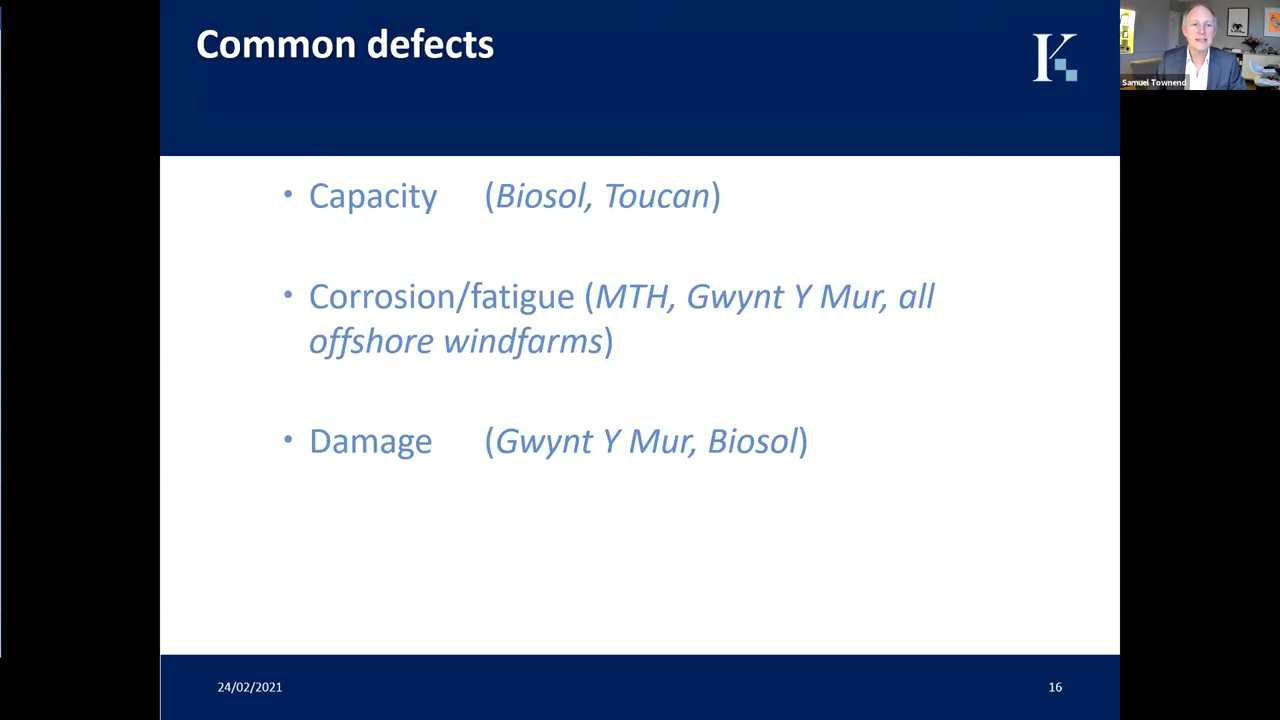 Common defects
K
Samuel Townend
• Capacity (Biosol, Toucan)
• Corrosion/fatigue (MTH, Gwynt Y Mur, all
offshore windfarms)
• Damage (Gwynt Y Mur, Biosol)
24/02/2021
16